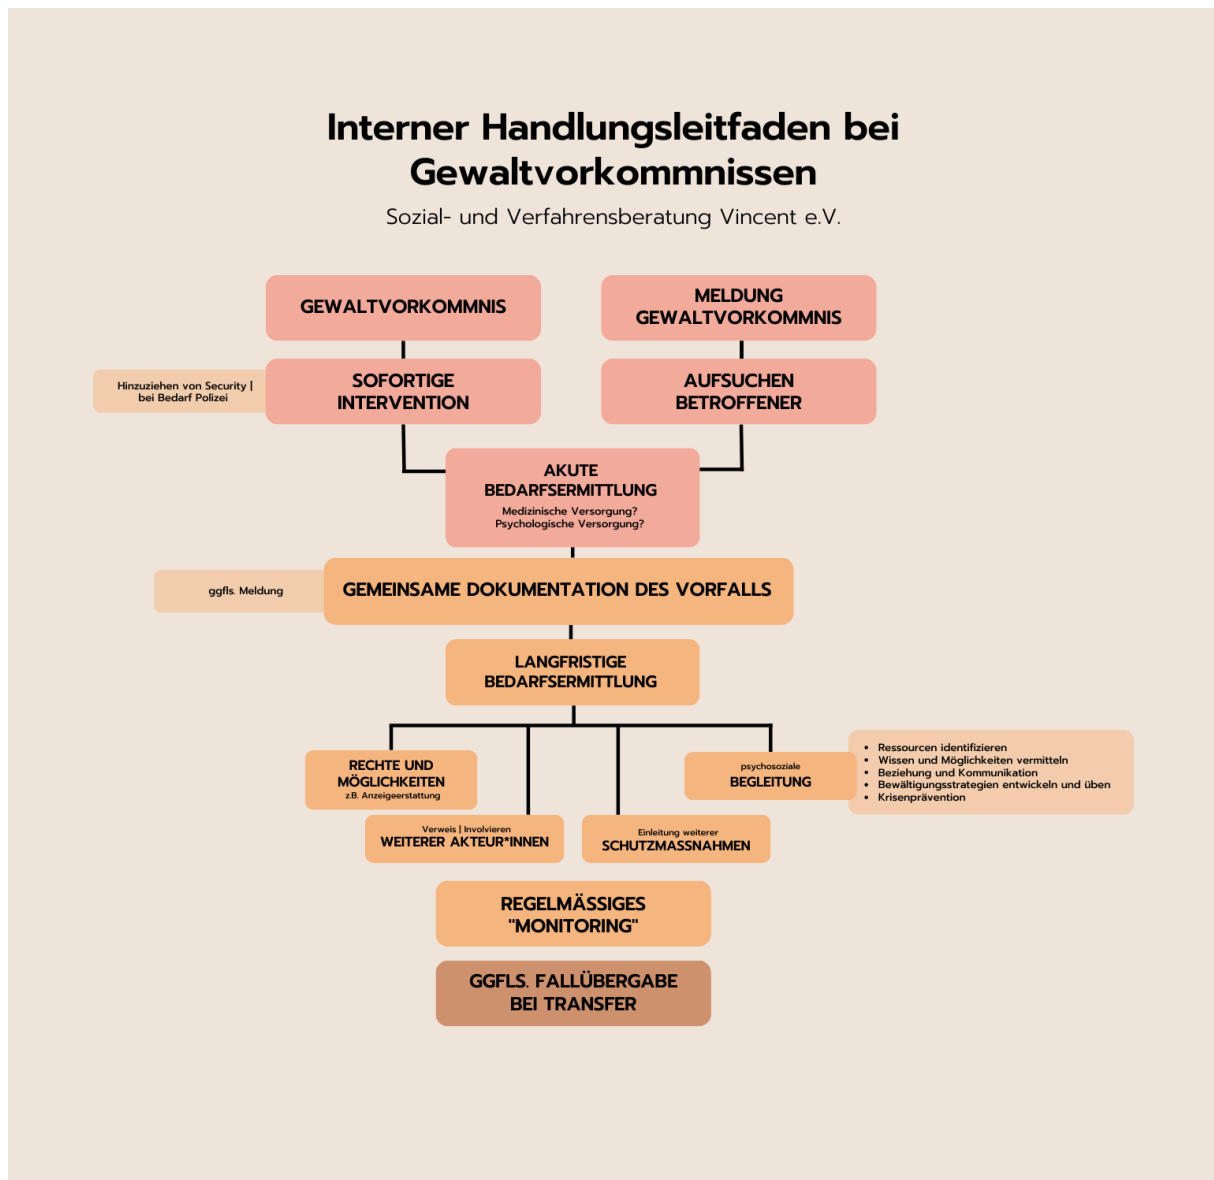 Interner Handlungsleitfaden bei
Gewaltvorkommnissen
Sozial- und Verfahrensberatung Vincent e.V.
GEWALTVORKOMMNIS
MELDUNG
GEWALTVORKOMMNIS
Hinzuziehen von Security |
bei Bedarf Polizei
SOFORTIGE
INTERVENTION
AUFSUCHEN
BETROFFENER
AKUTE
BEDARFSERMITTLUNG
Medizinische Versorgung?
Psychologische Versorgung?
ggfls. Meldung
GEMEINSAME DOKUMENTATION DES VORFALLS
LANGFRISTIGE
BEDARFSERMITTLUNG
RECHTE UND
MÖGLICHKEITEN
z.B. Anzeigeerstattung
Verweis | Involvieren
WEITERER AKTEUR*INNEN
Einleitung weiterer
SCHUTZMASSNAHMEN
psychosoziale
BEGLEITUNG
• Ressourcen identifizieren
• Wissen und Möglichkeiten vermitteln
• Beziehung und Kommunikation
• Bewältigungsstrategien entwickeln und üben
• Krisenprävention
REGELMÄSSIGES
"MONITORING"
GGFLS. FALLÜBERGABE
BEI TRANSFER